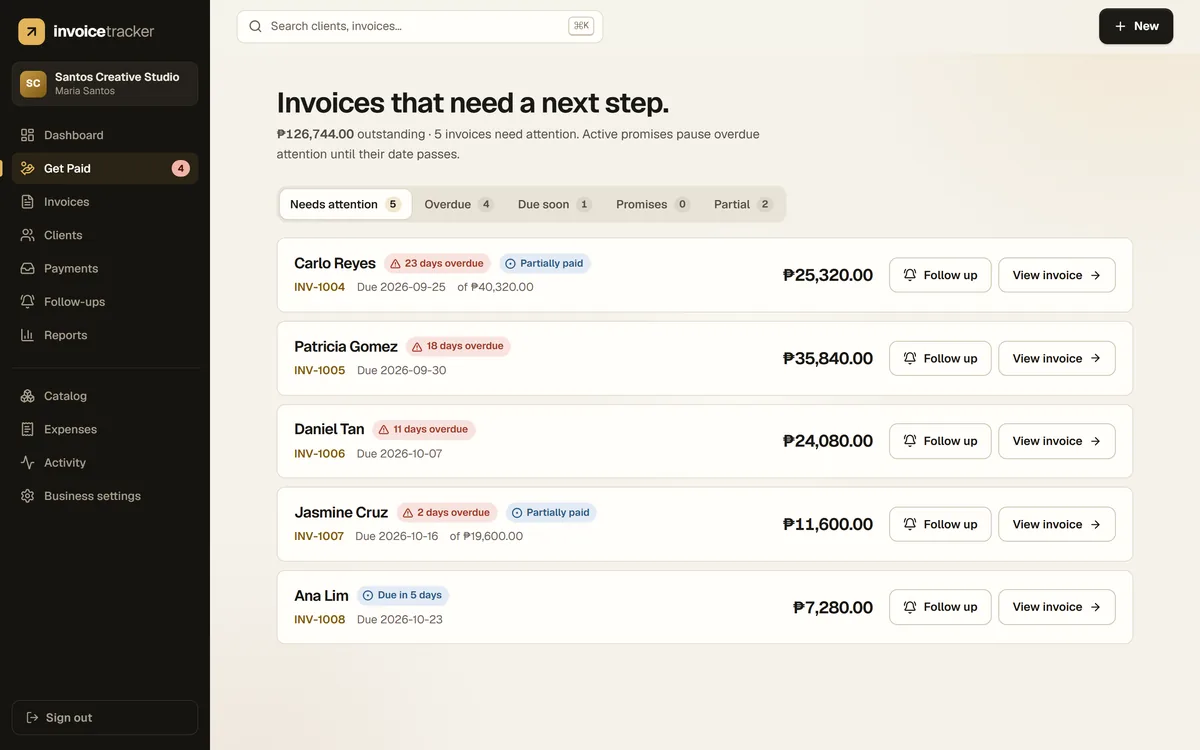 invoicetracker
SC
Santos Creative Studio
Maria Santos
Dashboard
Get Paid 4
Invoices
Clients
Payments
Follow-ups
Reports
Catalog
Expenses
Activity
Business settings
Sign out
Search clients, invoices... ⌘K
+ New
Invoices that need a next step.
₱126,744.00 outstanding · 5 invoices need attention. Active promises pause overdue
attention until their date passes.
Needs attention 5 Overdue 4 Due soon 1 Promises 0 Partial 2
Carlo Reyes 23 days overdue Partially paid
INV-1004 Due 2026-09-25 of ₱40,320.00
₱25,320.00 Follow up View invoice →
Patricia Gomez 18 days overdue
INV-1005 Due 2026-09-30
₱35,840.00 Follow up View invoice →
Daniel Tan 11 days overdue
INV-1006 Due 2026-10-07
₱24,080.00 Follow up View invoice →
Jasmine Cruz 2 days overdue Partially paid
INV-1007 Due 2026-10-16 of ₱19,600.00
₱11,600.00 Follow up View invoice →
Ana Lim Due in 5 days
INV-1008 Due 2026-10-23
₱7,280.00 Follow up View invoice →